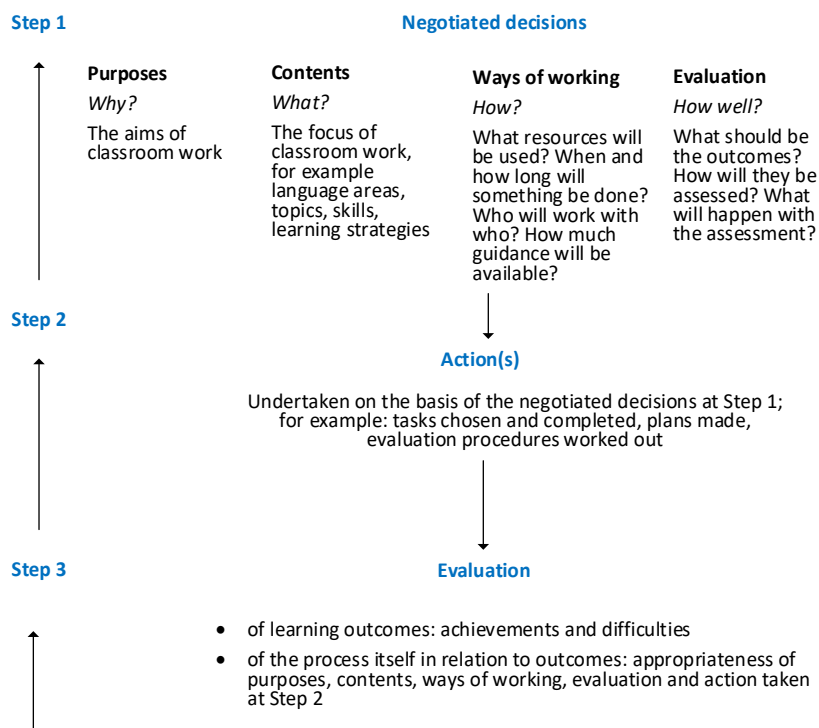 Step 1
Negotiated decisions
Purposes
Why?
The aims of
classroom work
Contents
What?
The focus of
classroom work,
for example
language areas,
topics, skills,
learning strategies
Ways of working
How?
What resources will
be used? When and
how long will
something be done?
Who will work with
who? How much
guidance will be
available?
Evaluation
How well?
What should be
the outcomes?
How will they be
assessed? What
will happen with
the assessment?
Step 2
Action(s)
Undertaken on the basis of the negotiated decisions at Step 1;
for example: tasks chosen and completed, plans made,
evaluation procedures worked out
Step 3
Evaluation
• of learning outcomes: achievements and difficulties
• of the process itself in relation to outcomes: appropriateness of
purposes, contents, ways of working, evaluation and action taken
at Step 2